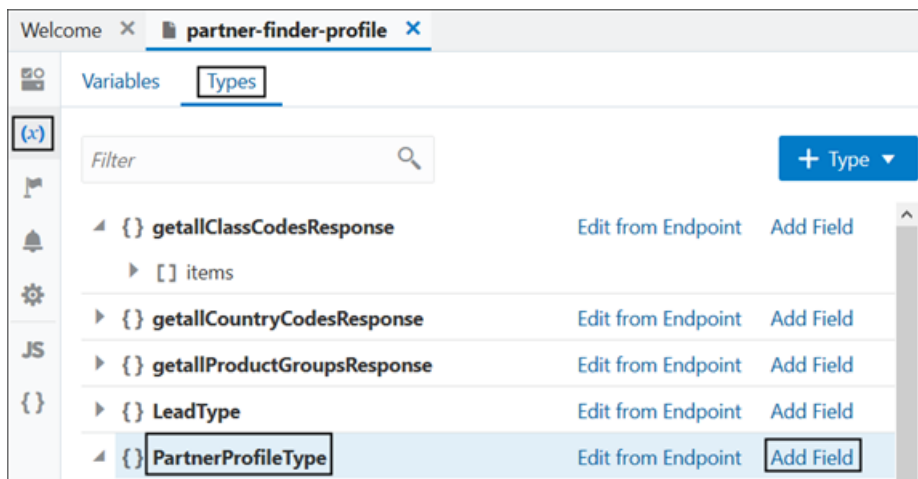 Welcome × partner-finder-profile ×
Variables Types
(x)
Filter
+ Type
{ } getallClassCodesResponse Edit from Endpoint Add Field
[ ] items
{ } getallCountryCodesResponse Edit from Endpoint Add Field
{ } getallProductGroupsResponse Edit from Endpoint Add Field
JS
{ } LeadType Edit from Endpoint Add Field
{ }
{ } PartnerProfileType Edit from Endpoint Add Field